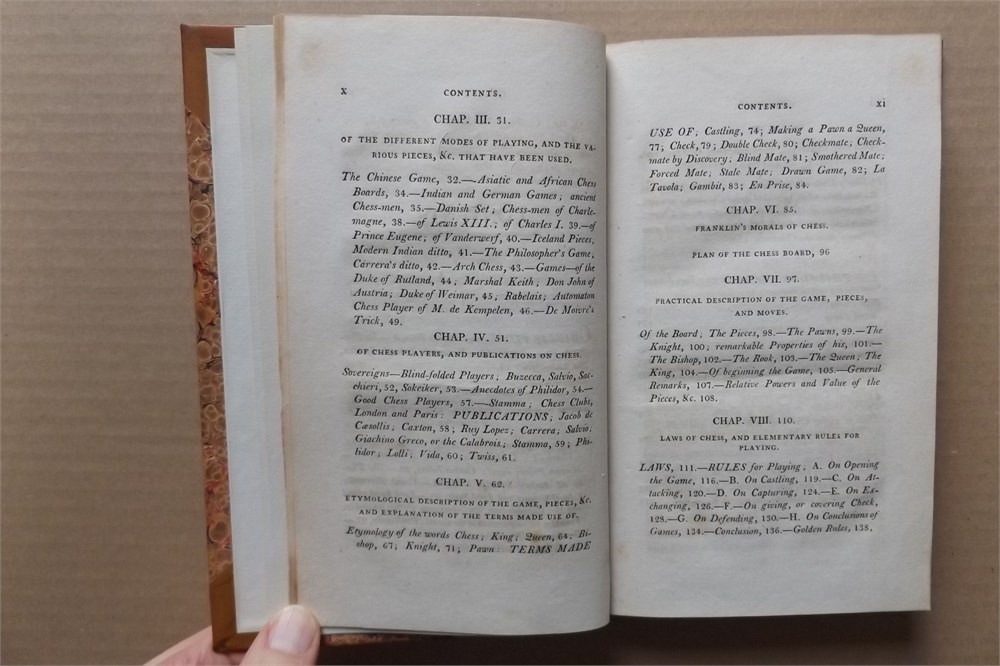 x
CONTENTS.
CHAP. III. 31.
OF THE DIFFERENT MODES OF PLAYING, AND THE VA-
RIOUS PIECES, &c. THAT HAVE BEEN USED.
The Chinese Game, 32.—Asiatic and African Chess
Boards, 34.—Indian and German Games; ancient
Chess-men, 35.—Danish Set; Chess-men of Charle-
magne, 38.—of Lewis XIII.; of Charles I. 39.—of
Prince Eugene; of Vanderwerf, 40.—Iceland Pieces,
Modern Indian ditto, 41.—The Philosopher's Game,
Carrera's ditto, 42.—Arch Chess, 43.—Games—of the
Duke of Rutland, 44; Marshal Keith; Don John of
Austria; Duke of Weimar, 45, Rabelais; Automaton
Chess Player of M. de Kempelen, 46.—De Moivre's
Trick, 49.
CHAP. IV. 51.
OF CHESS PLAYERS, AND PUBLICATIONS ON CHESS.
Sovereigns—Blind-folded Players; Buzecca, Salvio, Sac-
chieri, 52, Sokeiker, 53.—Anecdotes of Philidor, 54.—
Good Chess Players, 57.—Stamma; Chess Clubs,
London and Paris: PUBLICATIONS; Jacob de
Cæsollis; Caxton, 58; Ruy Lopez; Carrera; Salvio;
Giachino Greco, or the Calabrois; Stamma, 59; Phi-
lidor; Lolli; Vida, 60; Twiss, 61.
CHAP. V. 62.
ETYMOLOGICAL DESCRIPTION OF THE GAME, PIECES, &c.
AND EXPLANATION OF THE TERMS MADE USE OF.
Etymology of the words Chess; King; Queen, 64; Bi-
shop, 67; Knight, 71; Pawn: TERMS MADE
CONTENTS.
xi
USE OF; Castling, 74; Making a Pawn a Queen,
77; Check, 79; Double Check, 80; Checkmate; Check-
mate by Discovery; Blind Mate, 81; Smothered Mate;
Forced Mate; Stale Mate; Drawn Game, 82; La
Tavola; Gambit, 83; En Prise, 84.
CHAP. VI. 85.
FRANKLIN'S MORALS OF CHESS.
PLAN OF THE CHESS BOARD, 96
CHAP. VII. 97.
PRACTICAL DESCRIPTION OF THE GAME, PIECES,
AND MOVES.
Of the Board; The Pieces, 98.—The Pawns, 99.—The
Knight, 100; remarkable Properties of his, 101.—
The Bishop, 102.—The Rook, 103.—The Queen; The
King, 104.—Of beginning the Game, 105.—General
Remarks, 107.—Relative Powers and Value of the
Pieces, &c. 108.
CHAP. VIII. 110.
LAWS OF CHESS, AND ELEMENTARY RULES FOR
PLAYING.
LAWS, 111.—RULES for Playing; A. On Opening
the Game, 116.—B. On Castling, 119.—C. On At-
tacking, 120.—D. On Capturing, 124.—E. On Ex-
changing, 126.—F.—On giving, or covering Check,
128.—G. On Defending, 130.—H. On Conclusions of
Games, 134.—Conclusion, 136.—Golden Rules, 138.